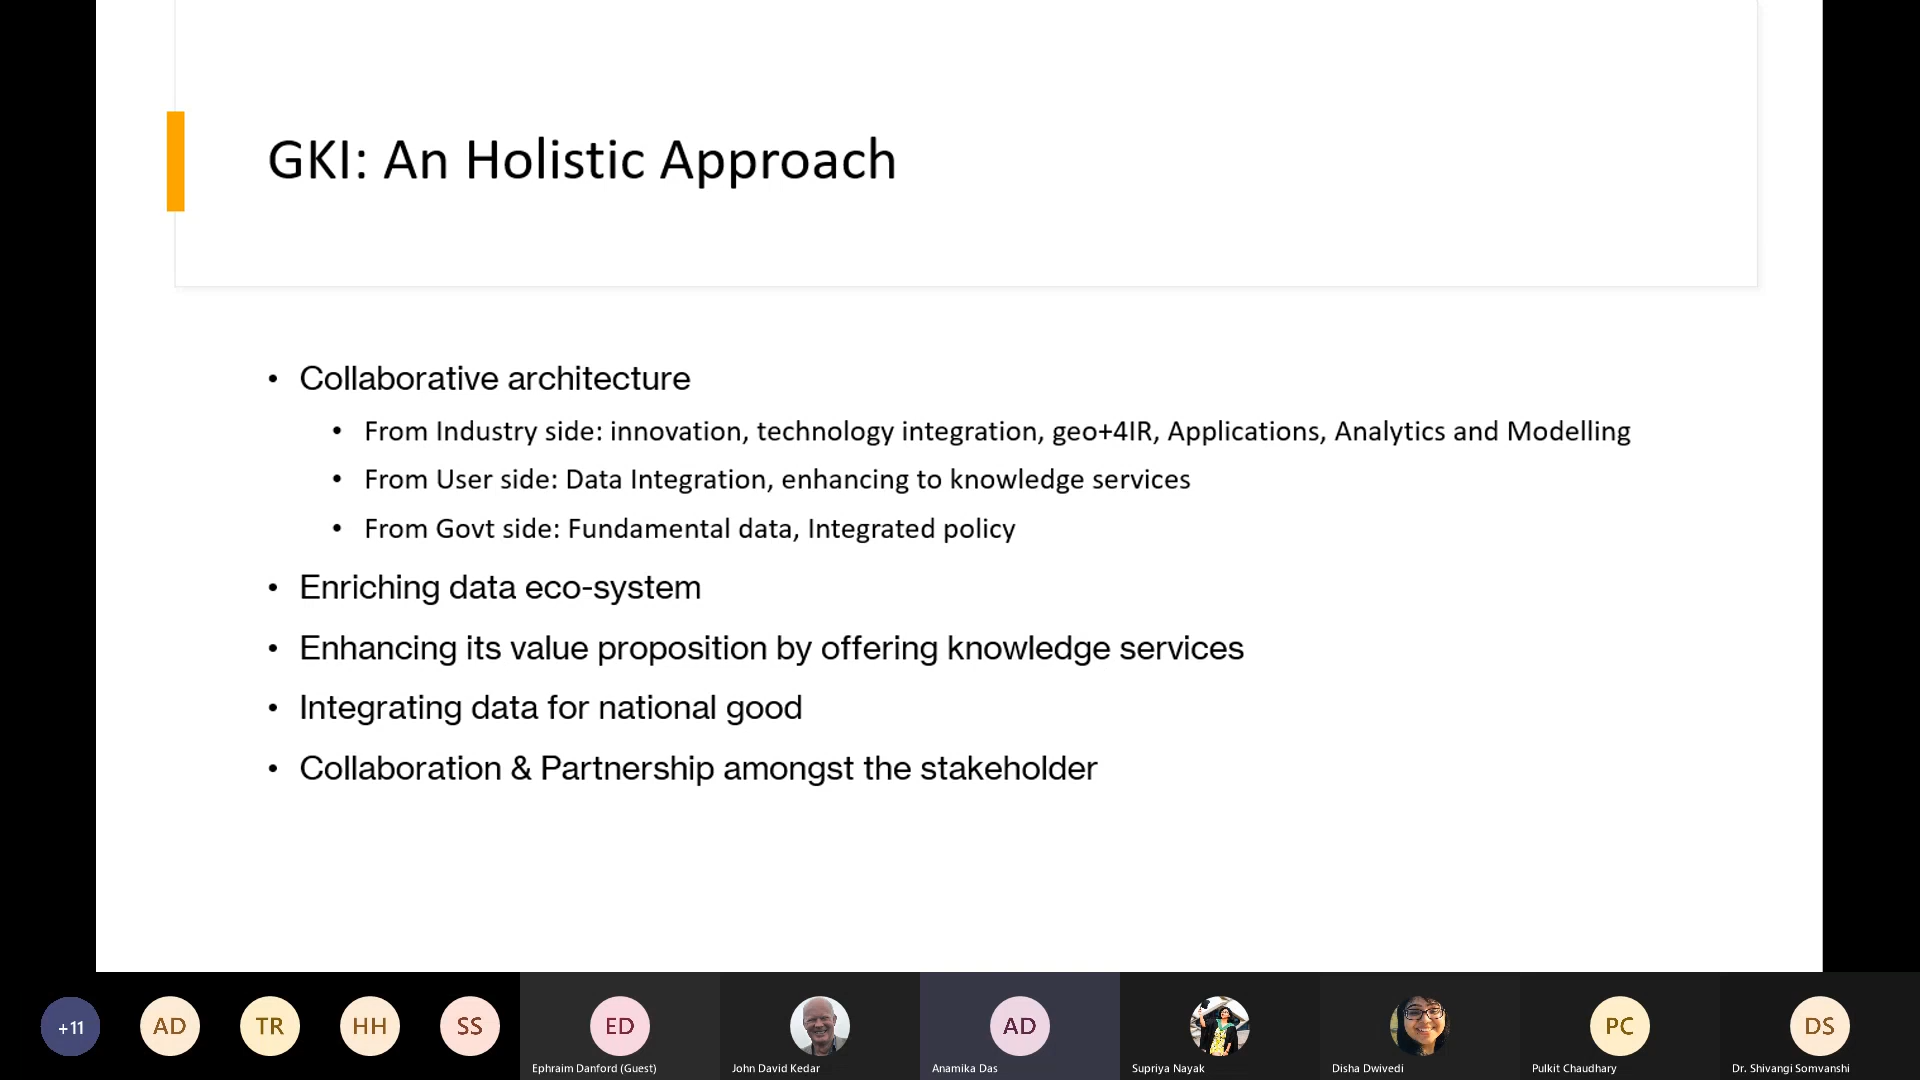 GKI: An Holistic Approach
• Collaborative architecture
• From Industry side: innovation, technology integration, geo+4IR, Applications, Analytics and Modelling
• From User side: Data Integration, enhancing to knowledge services
• From Govt side: Fundamental data, Integrated policy
• Enriching data eco-system
• Enhancing its value proposition by offering knowledge services
• Integrating data for national good
• Collaboration & Partnership amongst the stakeholder
+11
AD
TR
HH
SS
ED
AD
PC
DS
Ephraim Danford (Guest)
John David Kedar
Anamika Das
Supriya Nayak
Disha Dwivedi
Pulkit Chaudhary
Dr. Shivangi Somvanshi